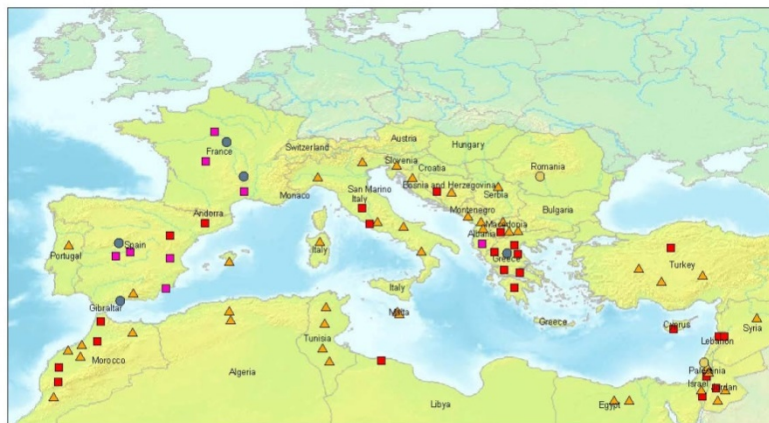 Austria
Hungary
France
Switzerland
Slovenia
Croatia
Romania
Bosnia and Herzegovina
Serbia
Monaco
San Marino
Italy
Andorra
Montenegro
Bulgaria
Macedonia
Albania
Spain
Portugal
Italy
Greece
Turkey
Italy
Gibraltar
Malta
Greece
Cyprus
Syria
Lebanon
Tunisia
Morocco
Algeria
Israel
Jordan
Libya
Egypt